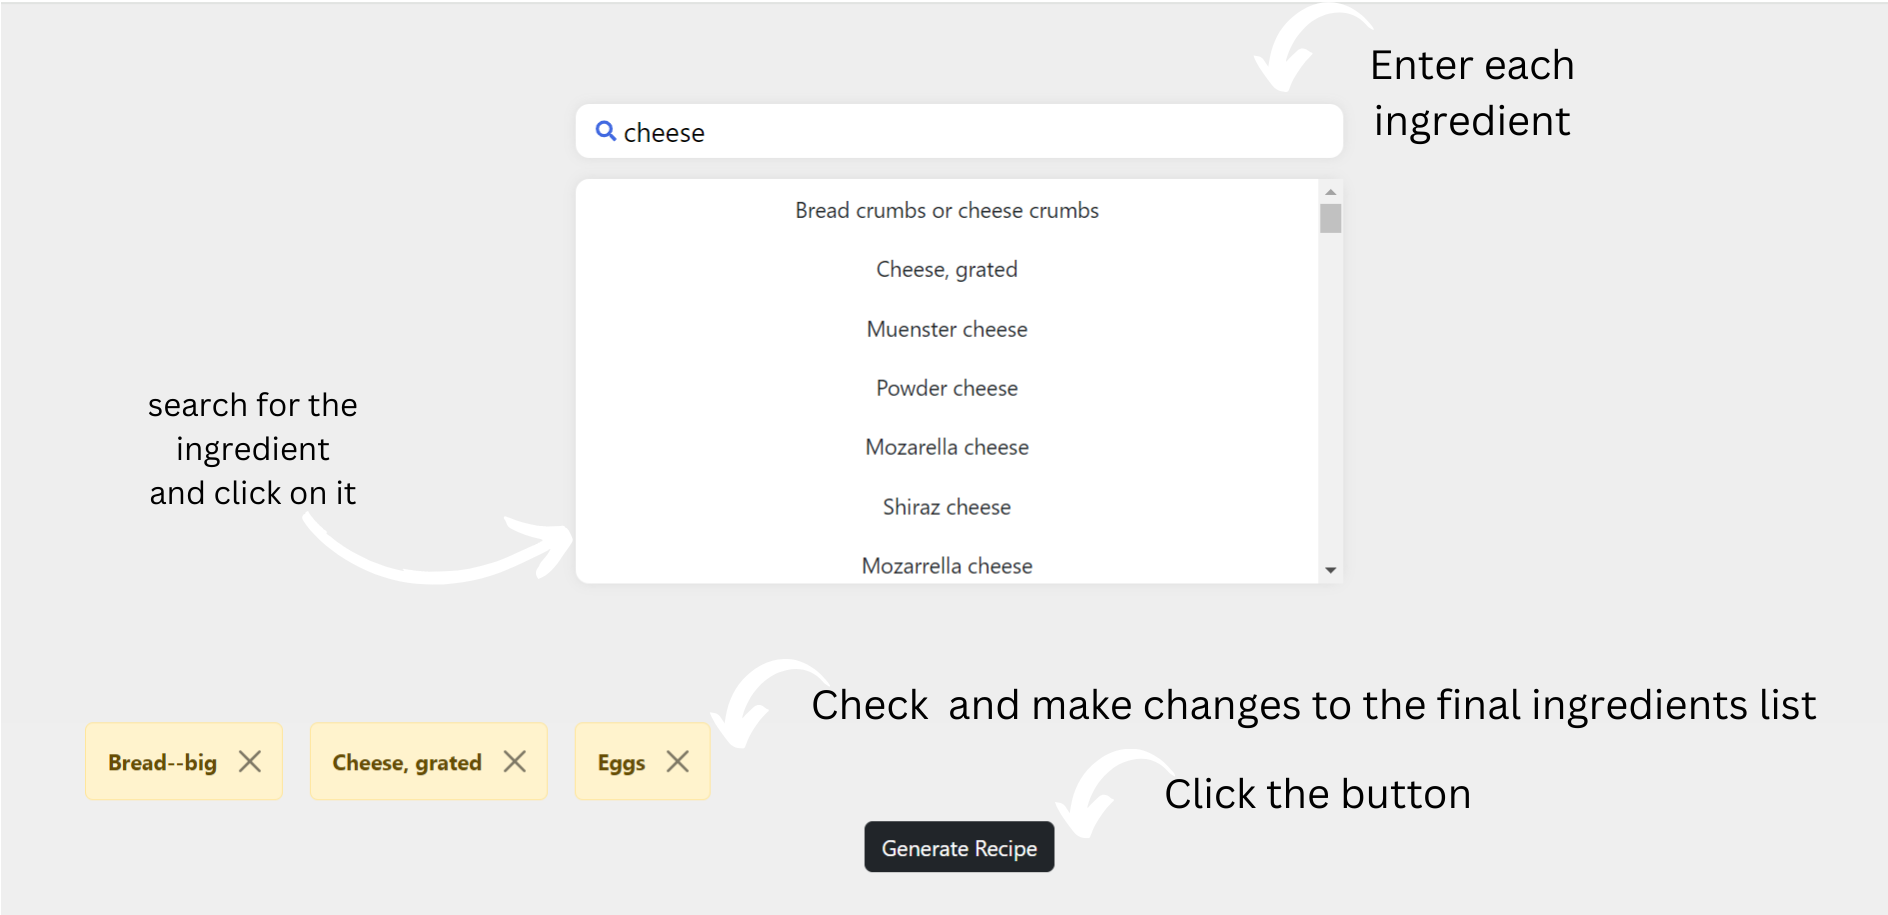 Enter each
ingredient
cheese
Bread crumbs or cheese crumbs
Cheese, grated
Muenster cheese
Powder cheese
Mozarella cheese
Shiraz cheese
Mozarrella cheese
search for the
ingredient
and click on it
Check and make changes to the final ingredients list
Bread--big
Cheese, grated
Eggs
Click the button
Generate Recipe